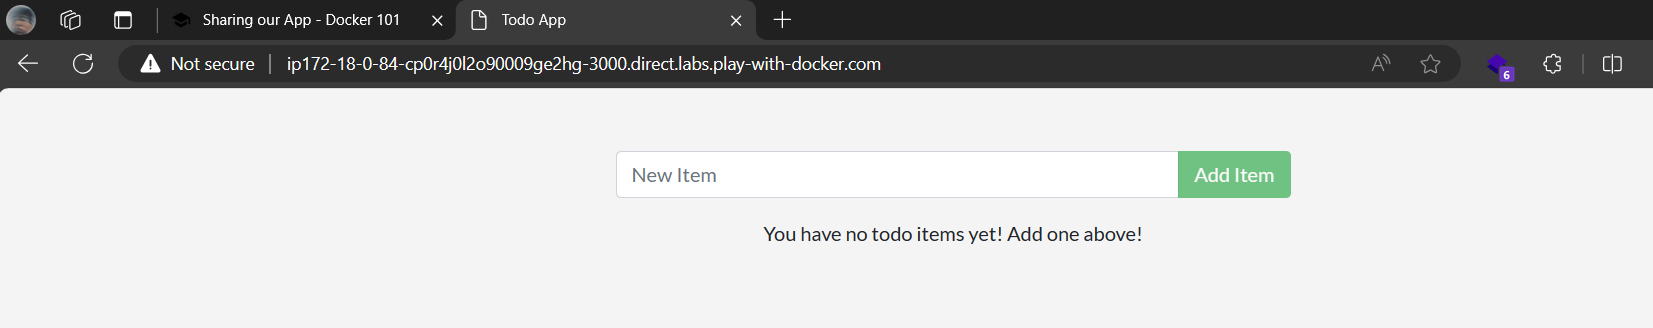 Sharing our App - Docker 101
Todo App
Not secure
ip172-18-0-84-cp0r4j0l2o90009ge2hg-3000.direct.labs.play-with-docker.com
A
6
New Item
Add Item
You have no todo items yet! Add one above!